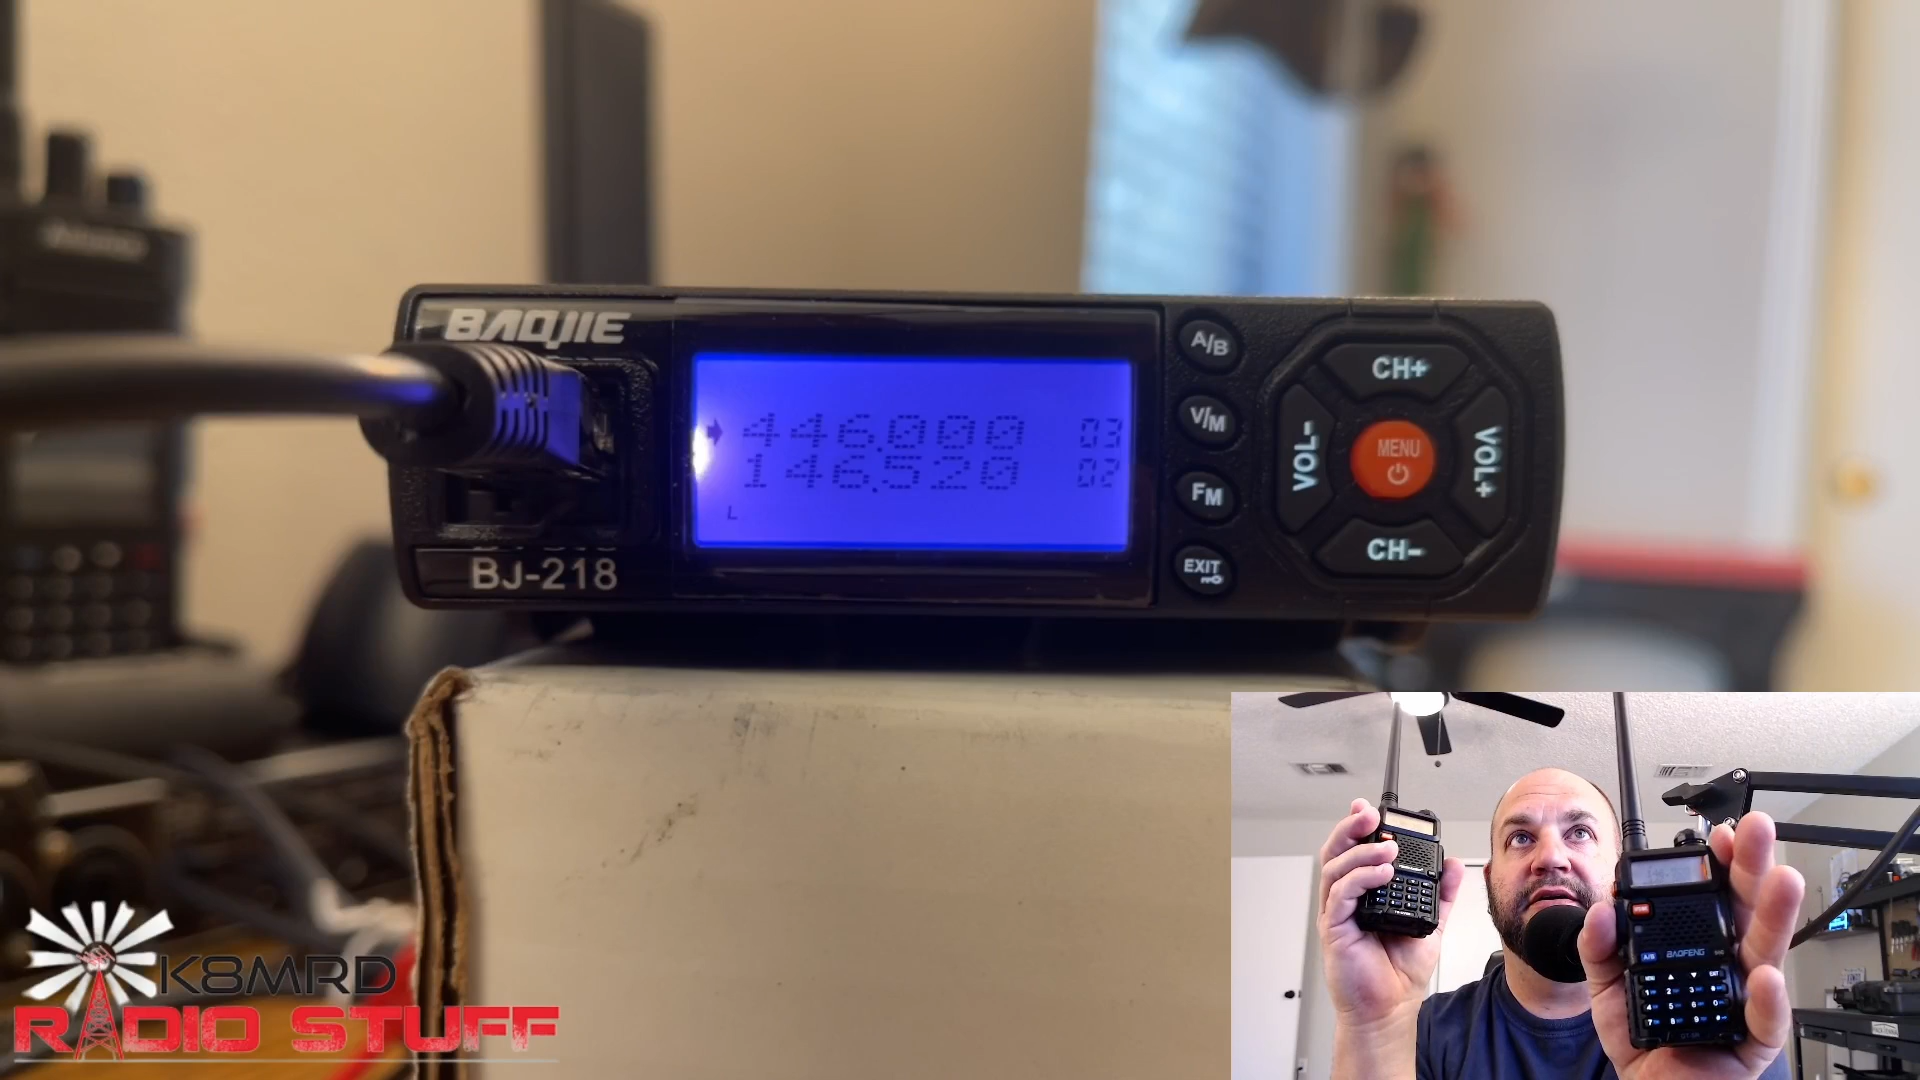 BAOJIE
BJ-218
446.000 03
146.520 02
L
A/B
V/M
FM
EXIT
CH+
VOL-
MENU
VOL+
CH-
K8MRD
RADIO STUFF
A/B
BAOFENG